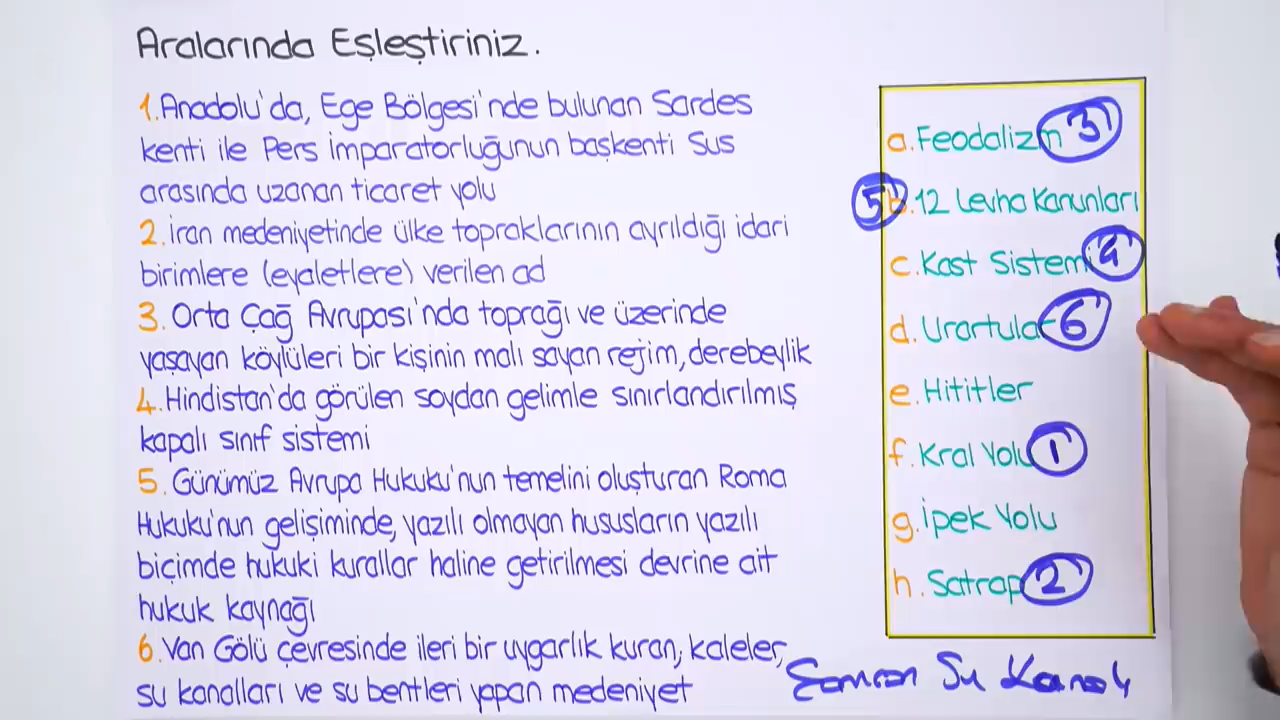 Aralarında Eşleştiriniz.
1.Anadolu'da, Ege Bölgesi'nde bulunan Sardes
kenti ile Pers İmparatorluğunun başkenti Sus
arasında uzanan ticaret yolu
2.İran medeniyetinde ülke topraklarının ayrıldığı idari
birimlere (eyaletlere) verilen ad
3. Orta Çağ Avrupası'nda toprağı ve üzerinde
yaşayan köylüleri bir kişinin malı sayan rejim, derebeylik
4.Hindistan'da görülen soydan gelimle sınırlandırılmış
kapalı sınıf sistemi
5. Günümüz Avrupa Hukuku'nun temelini oluşturan Roma
Hukuku'nun gelişiminde, yazılı olmayan hususların yazılı
biçimde hukuki kurallar haline getirilmesi devrine ait
hukuk kaynağı
6.Van Gölü çevresinde ileri bir uygarlık kuran, kaleler,
su kanalları ve su bentleri yapan medeniyet
a.Feodalizm 3
5 b.12 Levha Kanunları
c.Kast Sistemi 4
d.Urartular 6
e.Hititler
f.Kral Yolu 1
g.İpek Yolu
h.Satrap 2
Şamran Su Kanalı